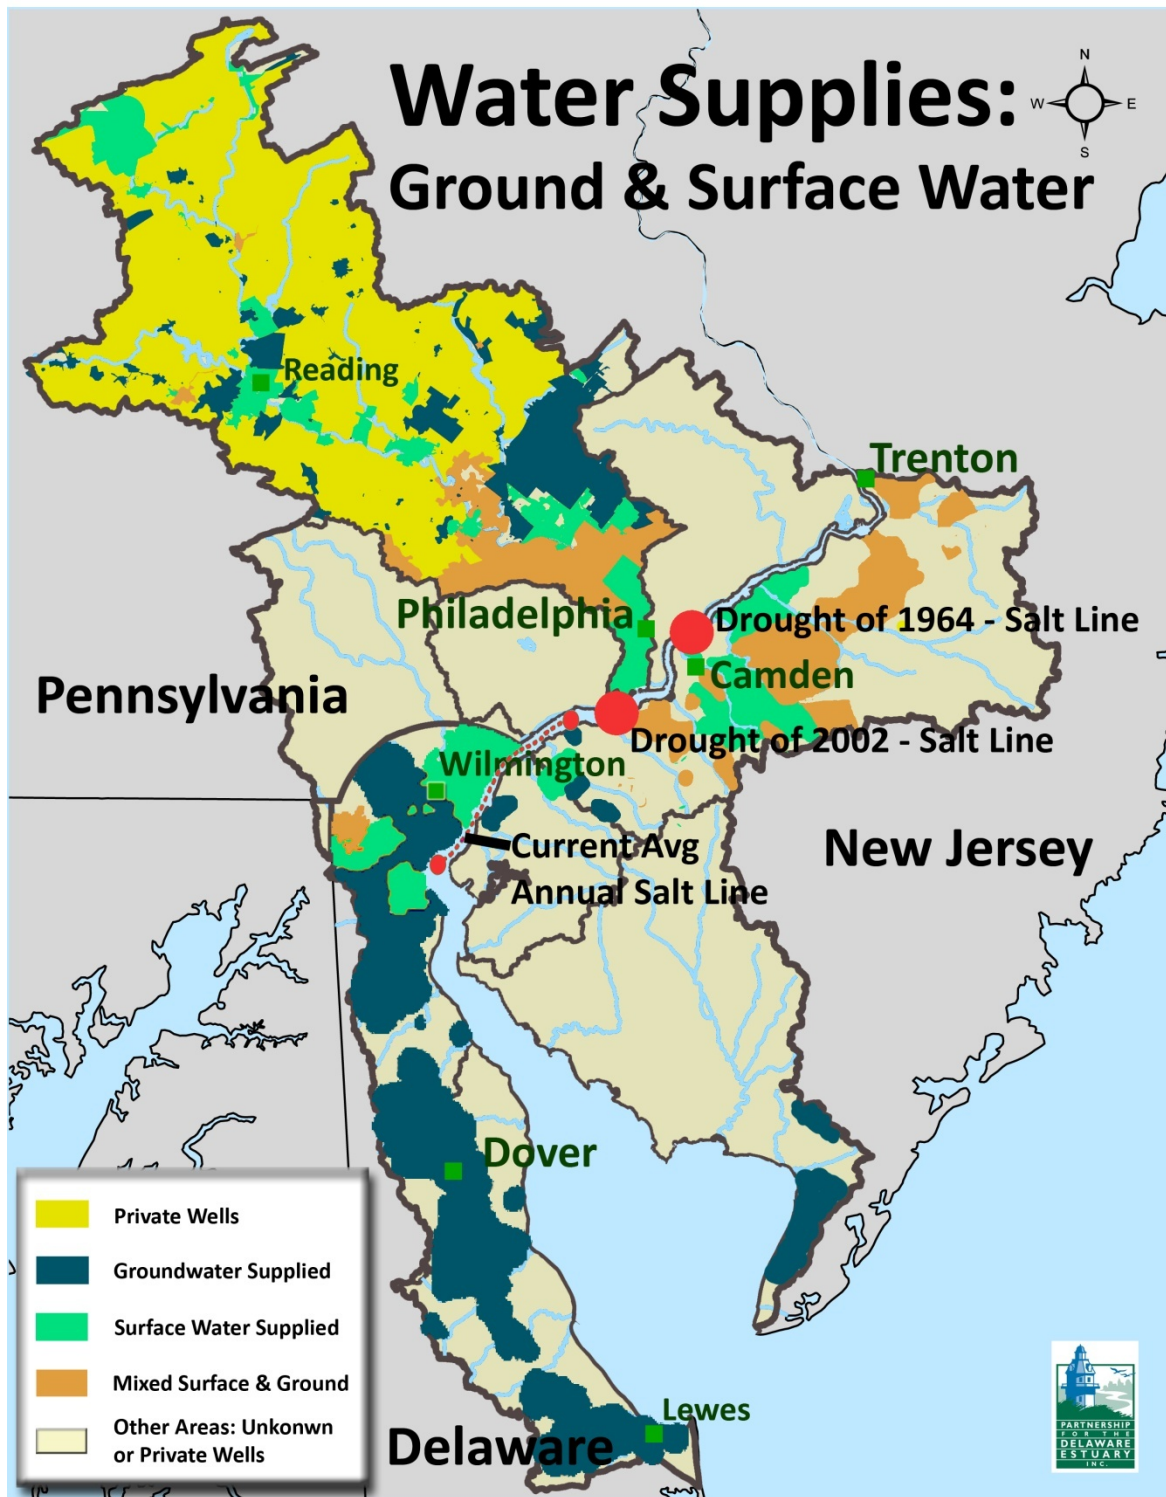 Water Supplies:
Ground & Surface Water
N
W
E
S
Reading
Trenton
Philadelphia
Drought of 1964 - Salt Line
Camden
Pennsylvania
Drought of 2002 - Salt Line
Wilmington
Current Avg
Annual Salt Line
New Jersey
Dover
Private Wells
Groundwater Supplied
Surface Water Supplied
Mixed Surface & Ground
Other Areas: Unkonwn
or Private Wells
Lewes
Delaware
PARTNERSHIP
FOR THE
DELAWARE
ESTUARY
INC.